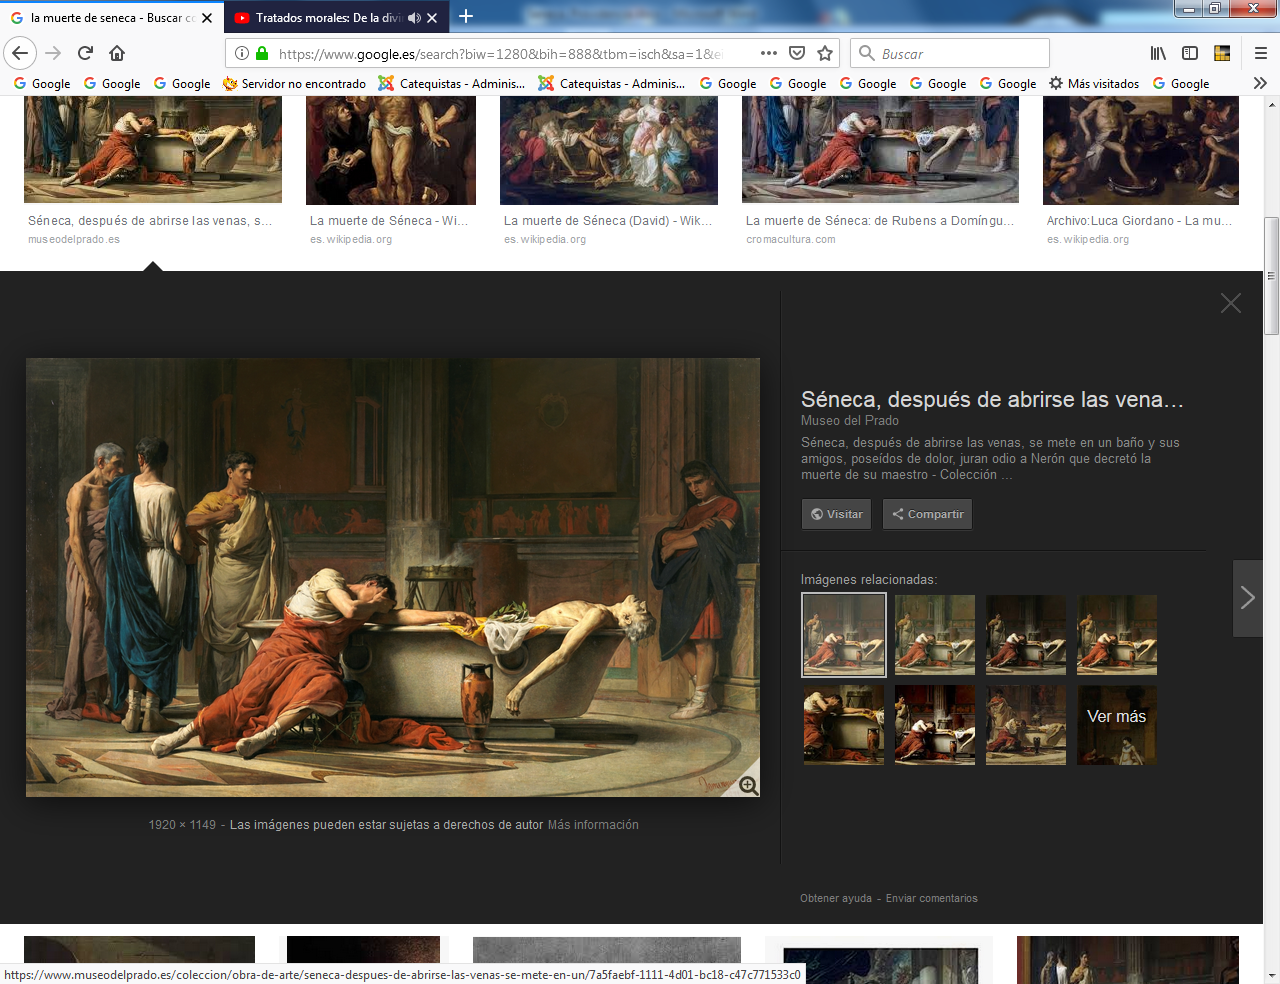 la muerte de seneca - Buscar co
Tratados morales: De la divi
https://www.google.es/search?biw=1280&bih=888&tbm=isch&sa=1&e
Buscar
Google
Google
Google
Servidor no encontrado
Catequistas - Adminis...
Catequistas - Adminis...
Google
Google
Google
Google
Google
Más visitados
Google
Séneca, después de abrirse las venas, s...
museodelprado.es
La muerte de Séneca - Wi...
es.wikipedia.org
La muerte de Séneca (David) - Wik...
es.wikipedia.org
La muerte de Séneca: de Rubens a Domíngu...
cromacultura.com
Archivo:Luca Giordano - La mu...
es.wikipedia.org
Séneca, después de abrirse las vena...
Museo del Prado
Séneca, después de abrirse las venas, se mete en un baño y sus
amigos, poseídos de dolor, juran odio a Nerón que decretó la
muerte de su maestro - Colección ...
Visitar
Compartir
Imágenes relacionadas:
Ver más
1920 × 1149 - Las imágenes pueden estar sujetas a derechos de autor Más información
Obtener ayuda - Enviar comentarios
https://www.museodelprado.es/coleccion/obra-de-arte/seneca-despues-de-abrirse-las-venas-se-mete-en-un/7a5faebf-1111-4d01-bc18-c47c771533c0